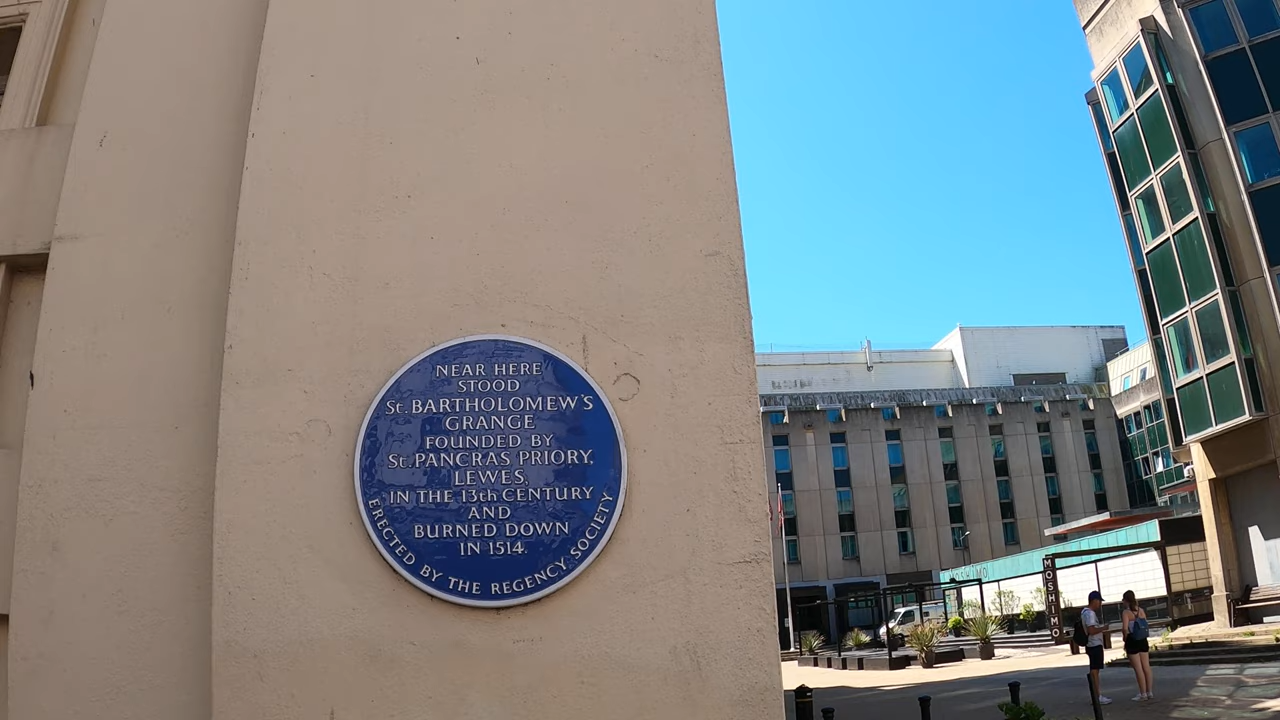 NEAR HERE
STOOD
St. BARTHOLOMEW'S
GRANGE
FOUNDED BY
St. PANCRAS PRIORY,
LEWES,
IN THE 13th CENTURY
AND
BURNED DOWN
IN 1514.
ERECTED BY THE REGENCY SOCIETY
MOSHIMO
MOSHIMO